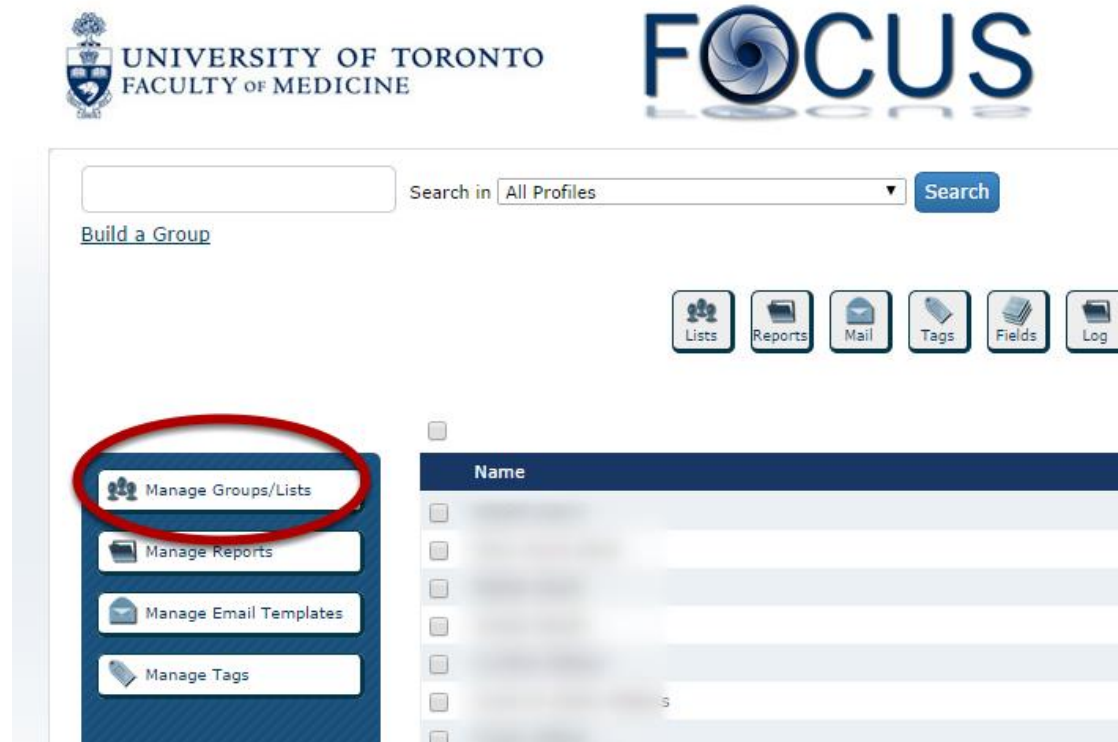 UNIVERSITY OF TORONTO
FACULTY OF MEDICINE
FOCUS
Search in All Profiles Search
Build a Group
Lists Reports Mail Tags Fields Log
Name
Manage Groups/Lists
Manage Reports
Manage Email Templates
Manage Tags